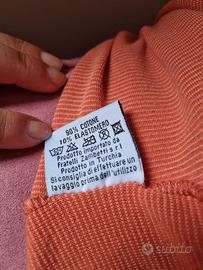 90% COTONE
10% ELASTOMERO
Prodotto importato da
Fratelli Zambetti s.r.l
Prodotto in Turchia
Si consiglia di effettuare un
lavaggio prima dell'utilizzo
subito